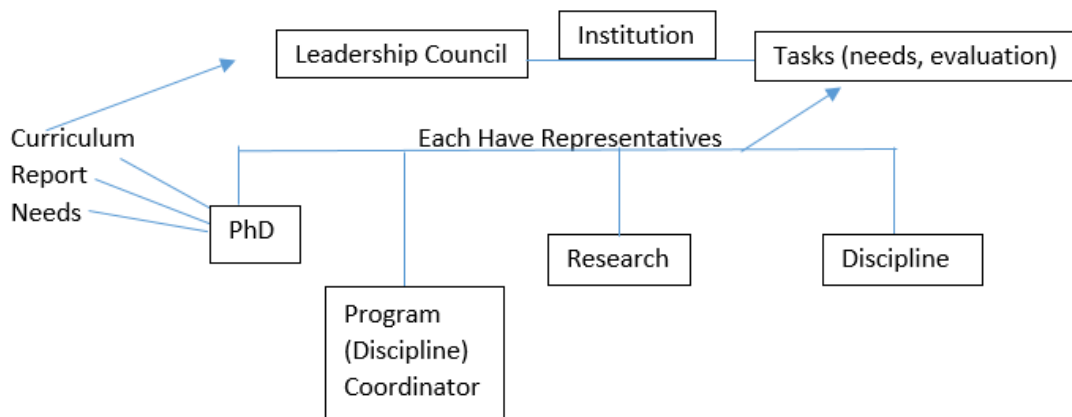 Institution
Leadership Council
Tasks (needs, evaluation)
Curriculum
Each Have Representatives
Report
Needs
PhD
Research
Discipline
Program
(Discipline)
Coordinator